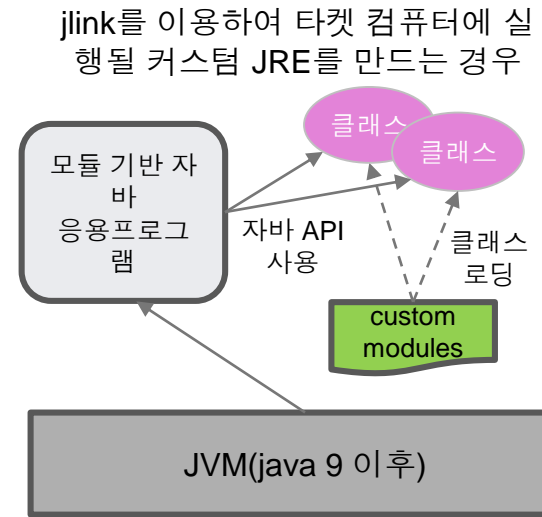 jlink를 이용하여 타켓 컴퓨터에 실
행될 커스텀 JRE를 만드는 경우
클래스
클래스
모듈 기반 자
바
응용프로그
램
자바 API
사용
클래스
로딩
custom
modules
JVM(java 9 이후)